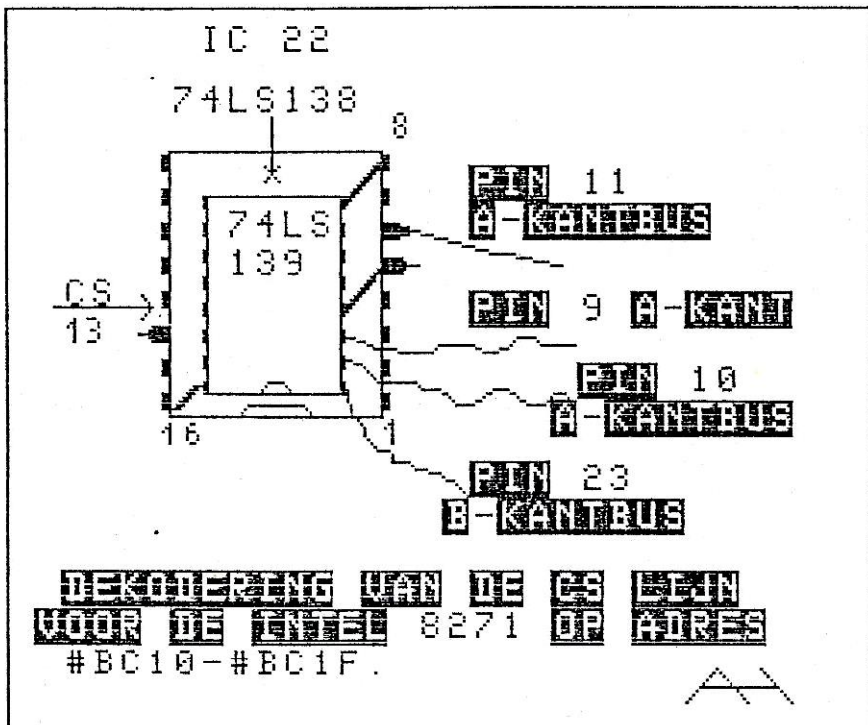 IC 22
74LS138
8
X
PIN 11
A-KANTBUS
74LS
139
CS
13
PIN 9 A-KANT
PIN 10
A-KANTBUS
16
1
PIN 23
B-KANTBUS
DEKODERING VAN DE CS LIJN
VOOR DE INTEL 8271 OP ADRES
#BC10-#BC1F.